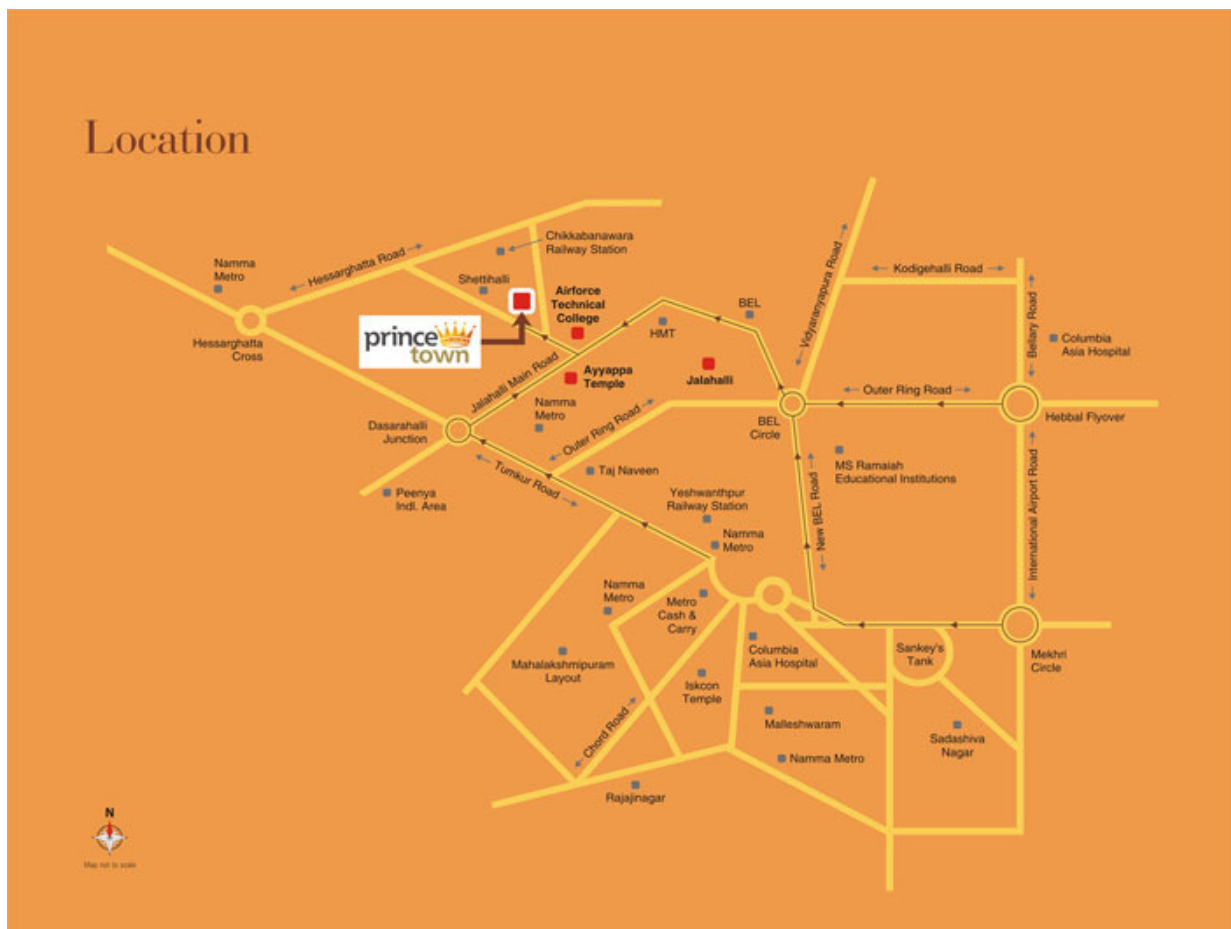 Location
Chikkabanawara
Railway Station
Namma
Metro
Hessarghatta Road
Shettihalli
Airforce
Technical
College
BEL
Vidyaranyapura Road
Kodigehalli Road
Bellary Road
prince
town
HMT
Columbia
Asia Hospital
Hessarghatta
Cross
Jalahalli Main Road
Ayyappa
Temple
Jalahalli
Outer Ring Road
Namma
Metro
Outer Ring Road
BEL
Circle
Hebbal Flyover
Dasarahalli
Junction
Tumkur Road
Taj Naveen
MS Ramaiah
Educational Institutions
Peenya
Indl. Area
Yeshwanthpur
Railway Station
New BEL Road
International Airport Road
Namma
Metro
Namma
Metro
Metro
Cash &
Carry
Mahalakshmipuram
Layout
Columbia
Asia Hospital
Sankey's
Tank
Mekhri
Circle
Iskcon
Temple
Chord Road
Malleshwaram
Sadashiva
Nagar
Namma Metro
Rajajinagar
N
Map not to scale